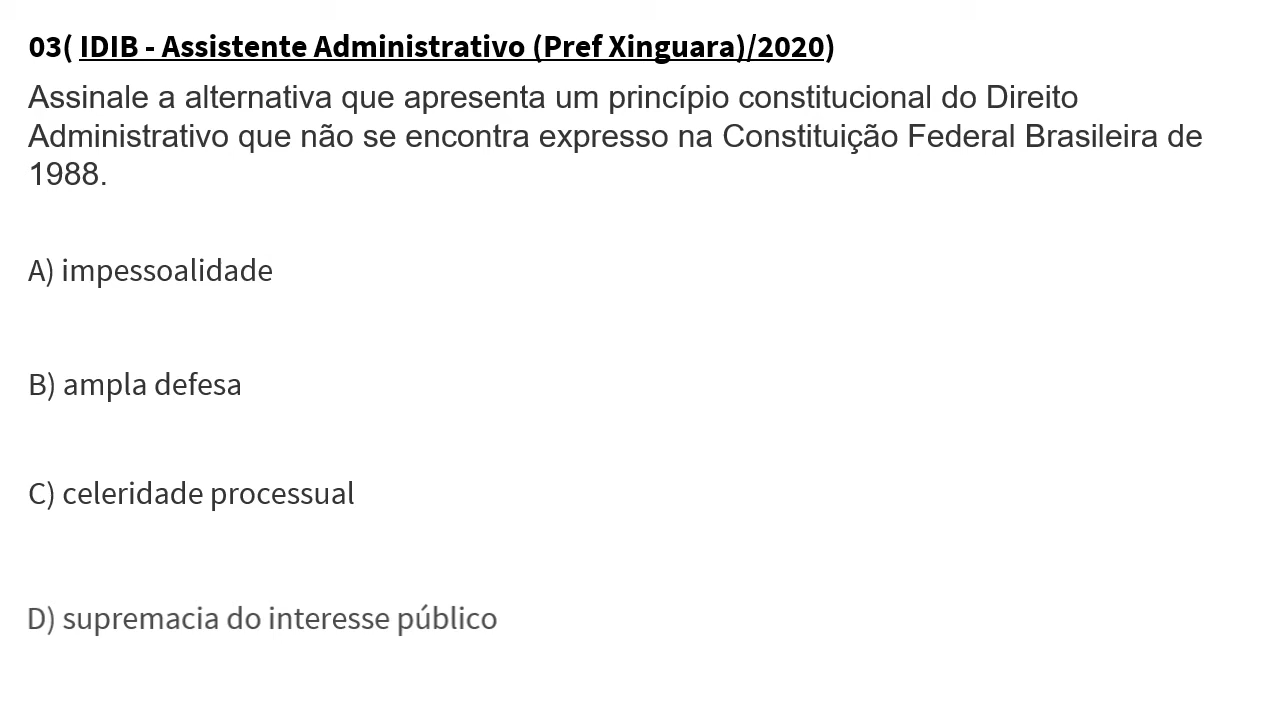 03( IDIB - Assistente Administrativo (Pref Xinguara)/2020)
Assinale a alternativa que apresenta um princípio constitucional do Direito
Administrativo que não se encontra expresso na Constituição Federal Brasileira de
1988.
A) impessoalidade
B) ampla defesa
C) celeridade processual
D) supremacia do interesse público